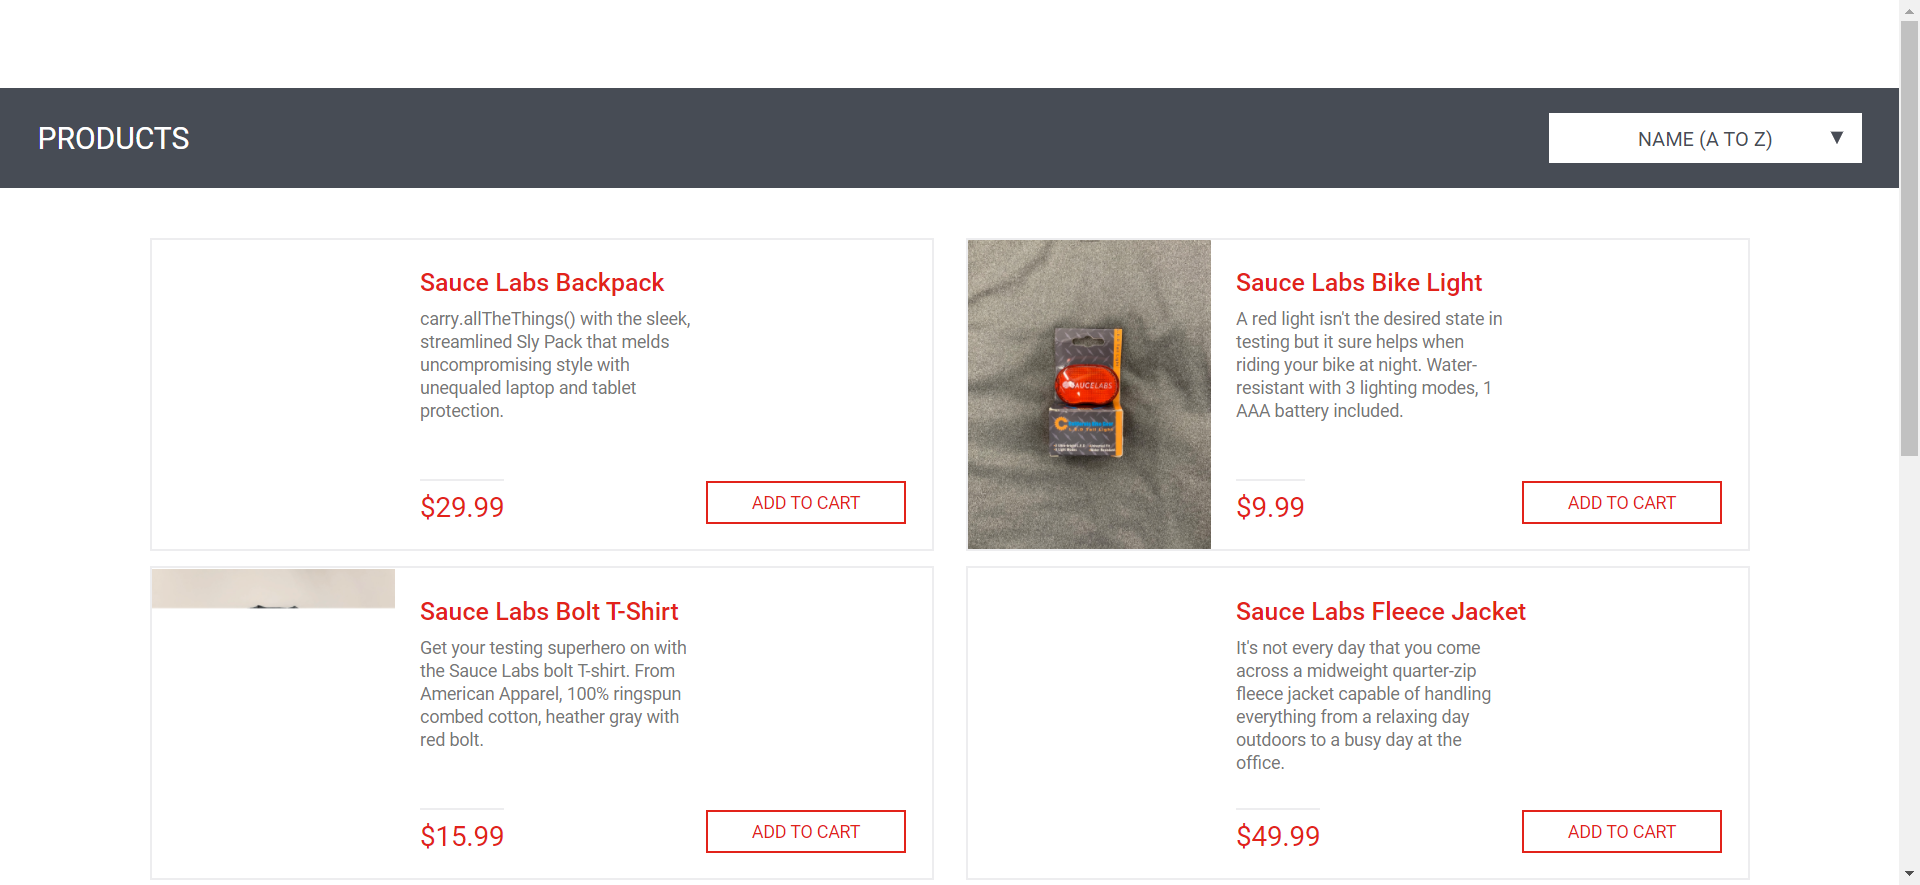 PRODUCTS
NAME (A TO Z)
Sauce Labs Backpack
carry.allTheThings() with the sleek,
streamlined Sly Pack that melds
uncompromising style with
unequaled laptop and tablet
protection.
$29.99
ADD TO CART
Sauce Labs Bike Light
A red light isn't the desired state in
testing but it sure helps when
riding your bike at night. Water-
resistant with 3 lighting modes, 1
AAA battery included.
$9.99
ADD TO CART
SAUCELABS
Sauce Labs Bolt T-Shirt
Get your testing superhero on with
the Sauce Labs bolt T-shirt. From
American Apparel, 100% ringspun
combed cotton, heather gray with
red bolt.
$15.99
ADD TO CART
Sauce Labs Fleece Jacket
It's not every day that you come
across a midweight quarter-zip
fleece jacket capable of handling
everything from a relaxing day
outdoors to a busy day at the
office.
$49.99
ADD TO CART